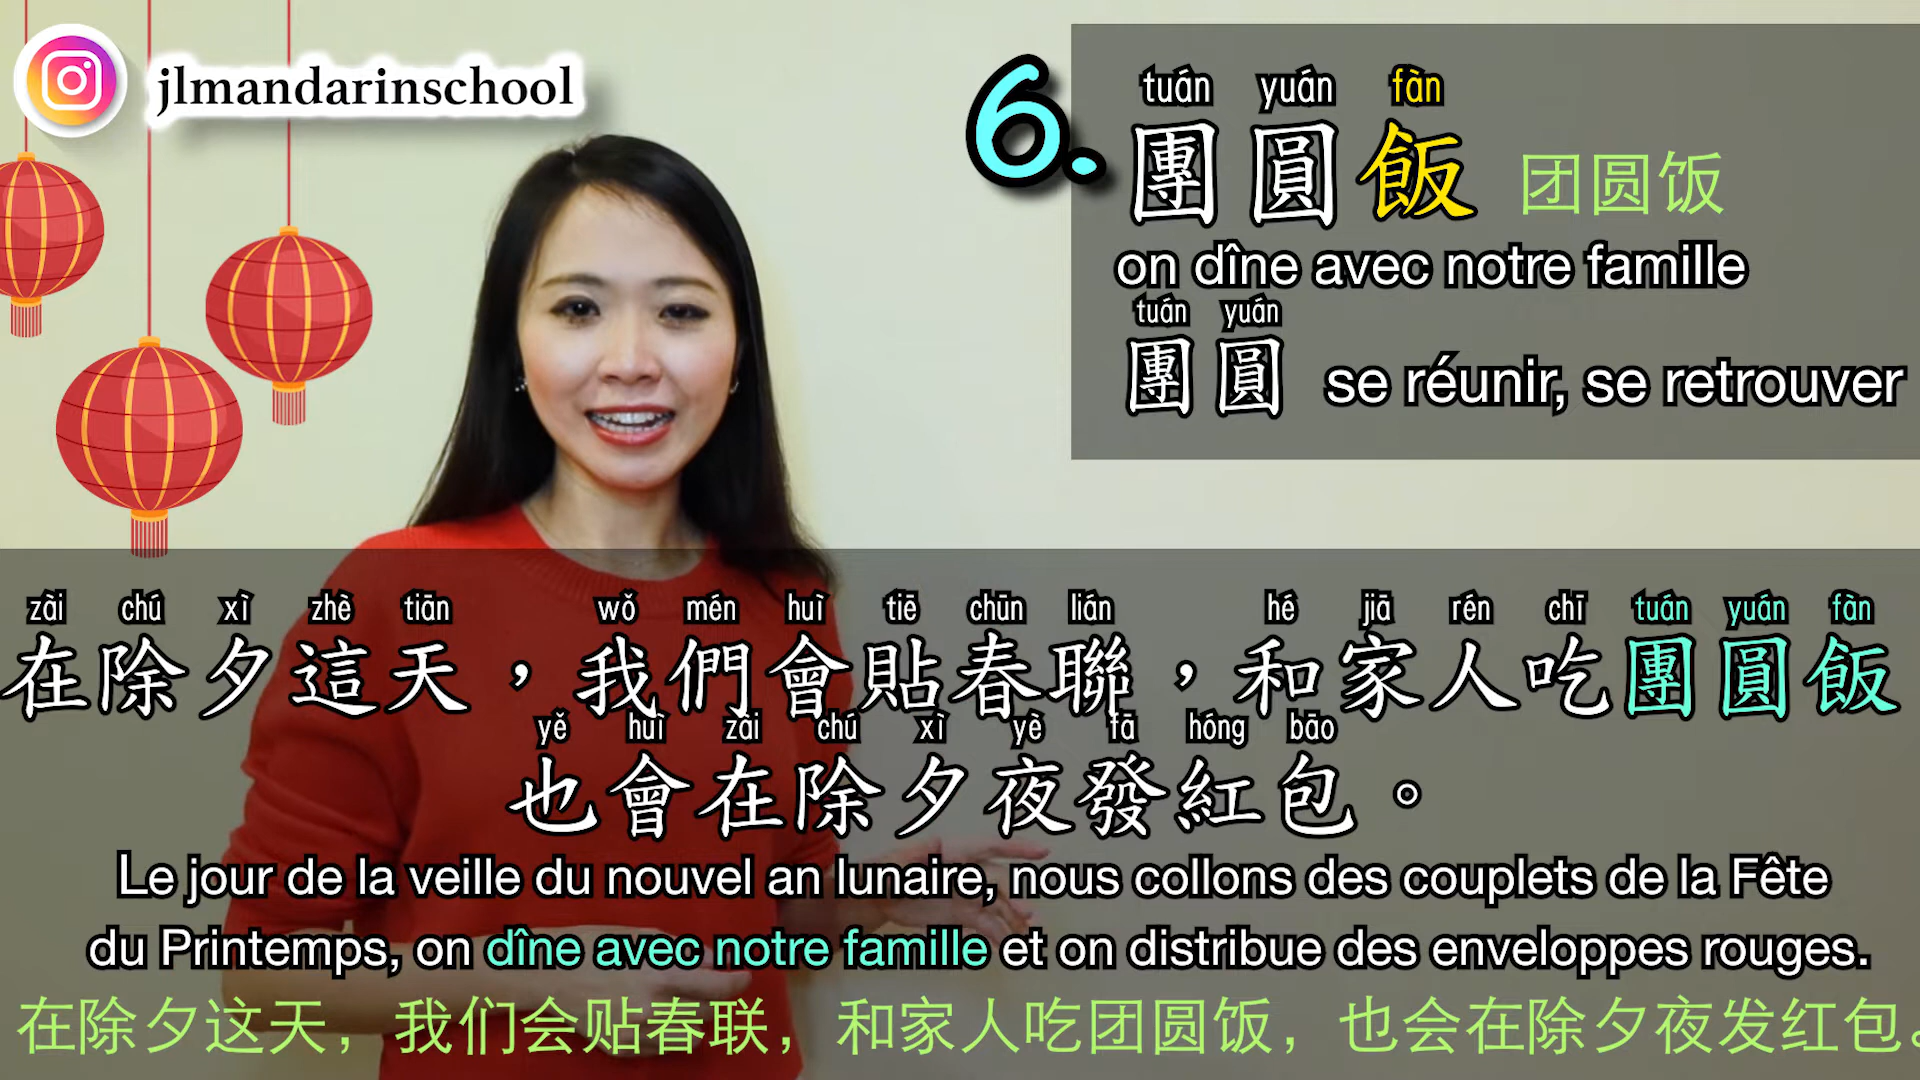 jlmandarinschool
6.
tuán yuán fàn
團圓飯 团圆饭
on dîne avec notre famille
tuán yuán
團圓 se réunir, se retrouver
zài chú xì zhè tiān wǒ mén huì tiē chūn lián hé jiā rén chī tuán yuán fàn
在除夕這天，我們會貼春聯，和家人吃團圓飯
yě huì zài chú xì yè fā hóng bāo
也會在除夕夜發紅包。
Le jour de la veille du nouvel an lunaire, nous collons des couplets de la Fête
du Printemps, on dîne avec notre famille et on distribue des enveloppes rouges.
在除夕这天，我们会贴春联，和家人吃团圆饭，也会在除夕夜发红包。